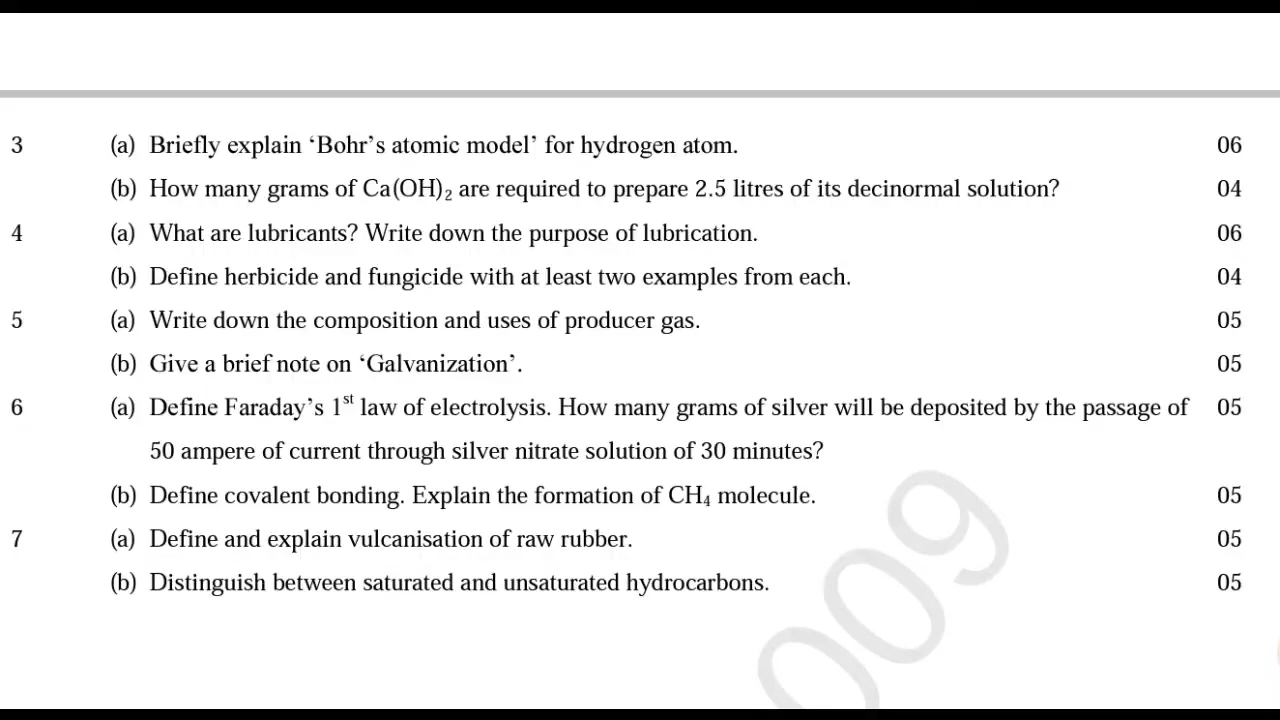 3 (a) Briefly explain ‘Bohr’s atomic model’ for hydrogen atom. 06
(b) How many grams of Ca(OH)₂ are required to prepare 2.5 litres of its decinormal solution? 04
4 (a) What are lubricants? Write down the purpose of lubrication. 06
(b) Define herbicide and fungicide with at least two examples from each. 04
5 (a) Write down the composition and uses of producer gas. 05
(b) Give a brief note on ‘Galvanization’. 05
6 (a) Define Faraday’s 1ˢᵗ law of electrolysis. How many grams of silver will be deposited by the passage of 05
50 ampere of current through silver nitrate solution of 30 minutes?
(b) Define covalent bonding. Explain the formation of CH₄ molecule. 05
7 (a) Define and explain vulcanisation of raw rubber. 05
(b) Distinguish between saturated and unsaturated hydrocarbons. 05
009